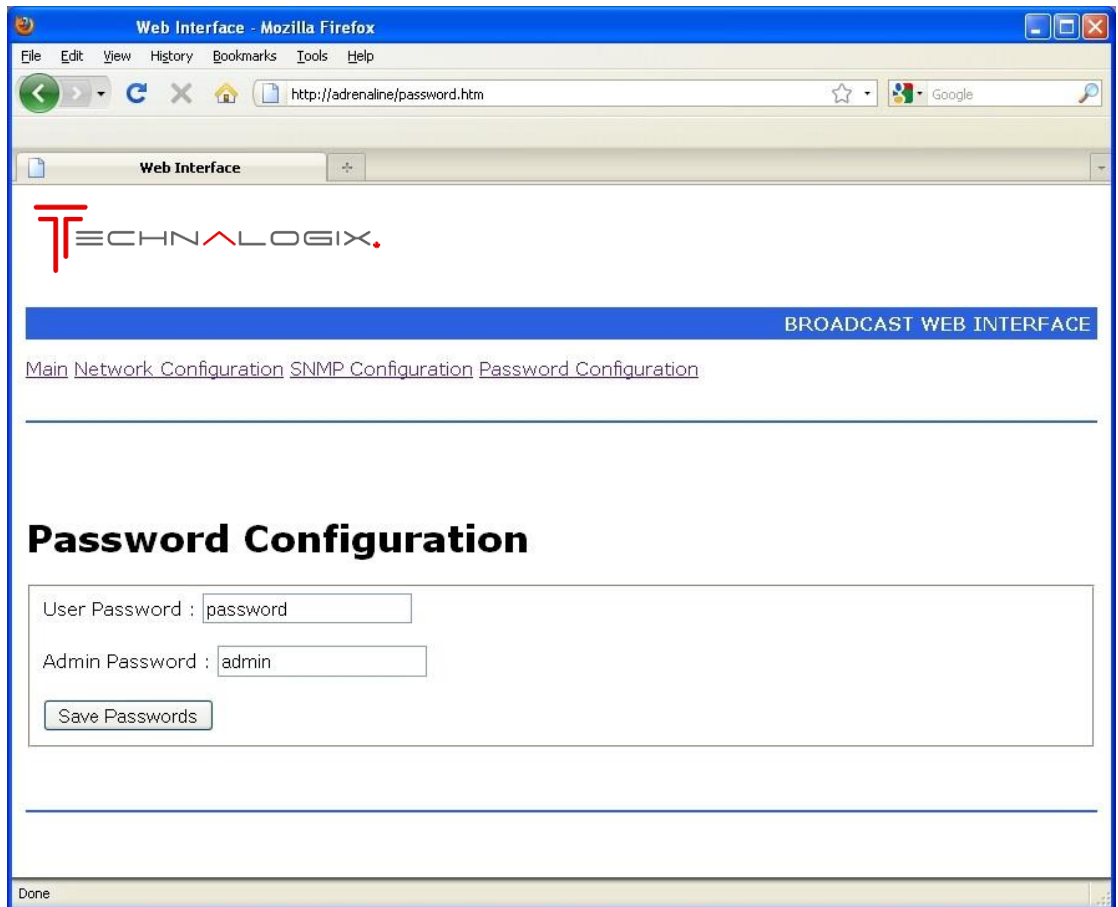 Web Interface - Mozilla Firefox
File Edit View History Bookmarks Tools Help
http://adrenaline/password.htm
Google
Web Interface
TECHNALOGIX.
BROADCAST WEB INTERFACE
Main Network Configuration SNMP Configuration Password Configuration
Password Configuration
User Password : password
Admin Password : admin
Save Passwords
Done